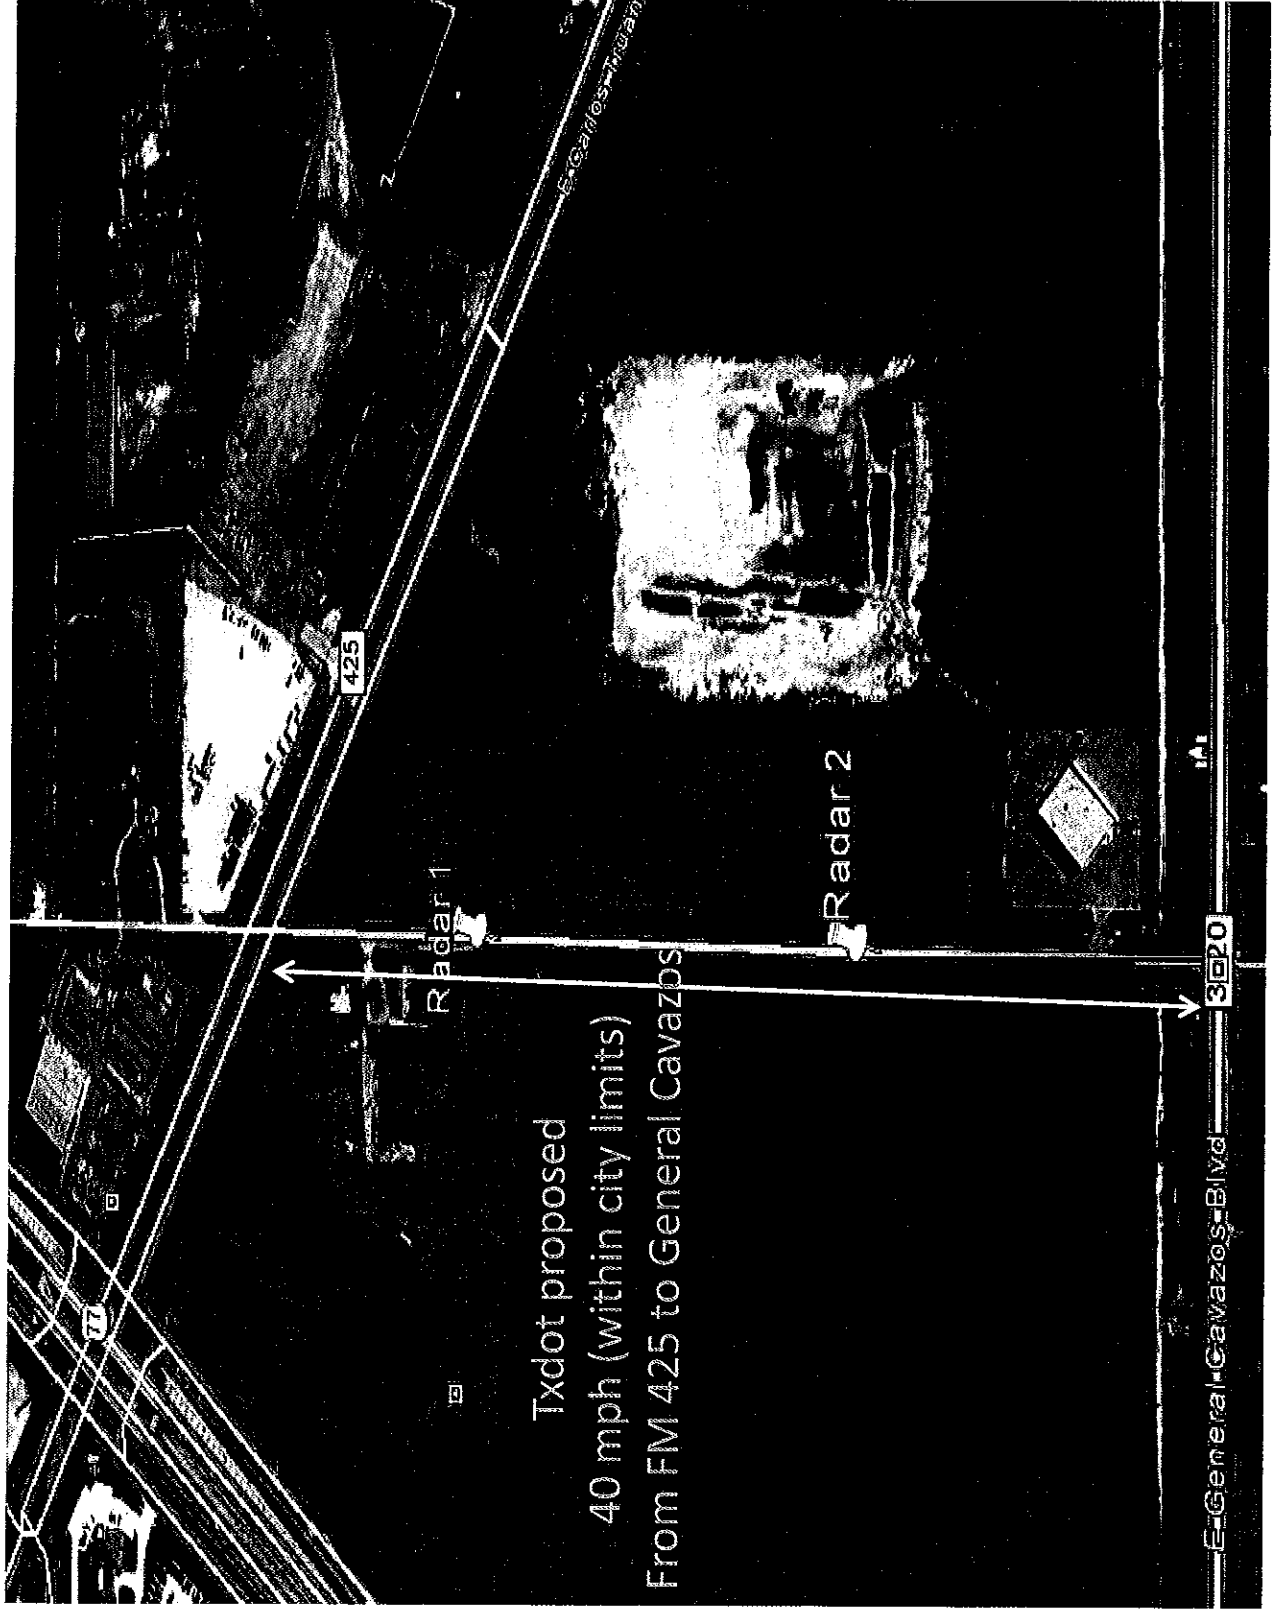 77
425
Radar 1
Radar 2
Txdot proposed
40 mph (within city limits)
From FM 425 to General Cavazos
E General Cavazos Blvd